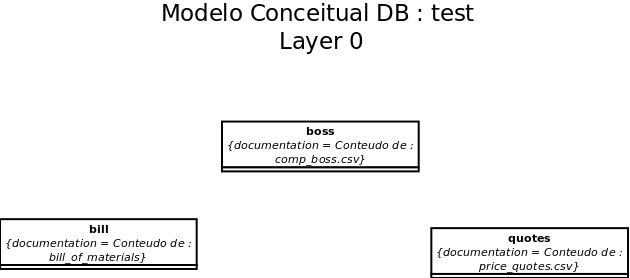 Modelo Conceitual DB : test
Layer 0
boss
{documentation = Conteudo de :
comp_boss.csv}
bill
{documentation = Conteudo de :
bill_of_materials}
quotes
{documentation = Conteudo de :
price_quotes.csv}